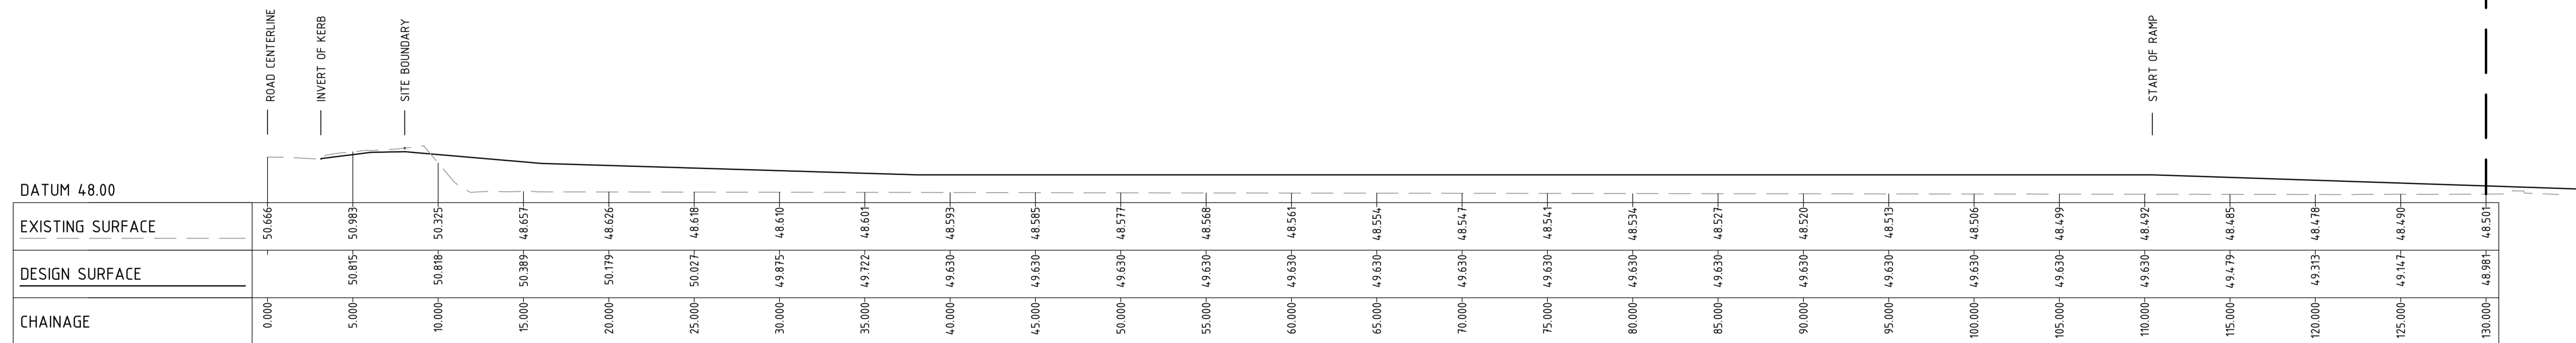 ROAD CENTERLINE
INVERT OF KERB
SITE BOUNDARY
START OF RAMP
DATUM 48.00
EXISTING SURFACE 50.666 50.983 50.325 48.657 48.626 48.618 48.610 48.601 48.593 48.585 48.577 48.568 48.561 48.554 48.547 48.541 48.534 48.527 48.520 48.513 48.506 48.499 48.492 48.485 48.478 48.490 48.501
DESIGN SURFACE 50.815 50.818 50.389 50.179 50.027 49.875 49.722 49.630 49.630 49.630 49.630 49.630 49.630 49.630 49.630 49.630 49.630 49.630 49.630 49.630 49.630 49.630 49.479 49.313 49.147 48.981
CHAINAGE 0.000 5.000 10.000 15.000 20.000 25.000 30.000 35.000 40.000 45.000 50.000 55.000 60.000 65.000 70.000 75.000 80.000 85.000 90.000 95.000 100.000 105.000 110.000 115.000 120.000 125.000 130.000